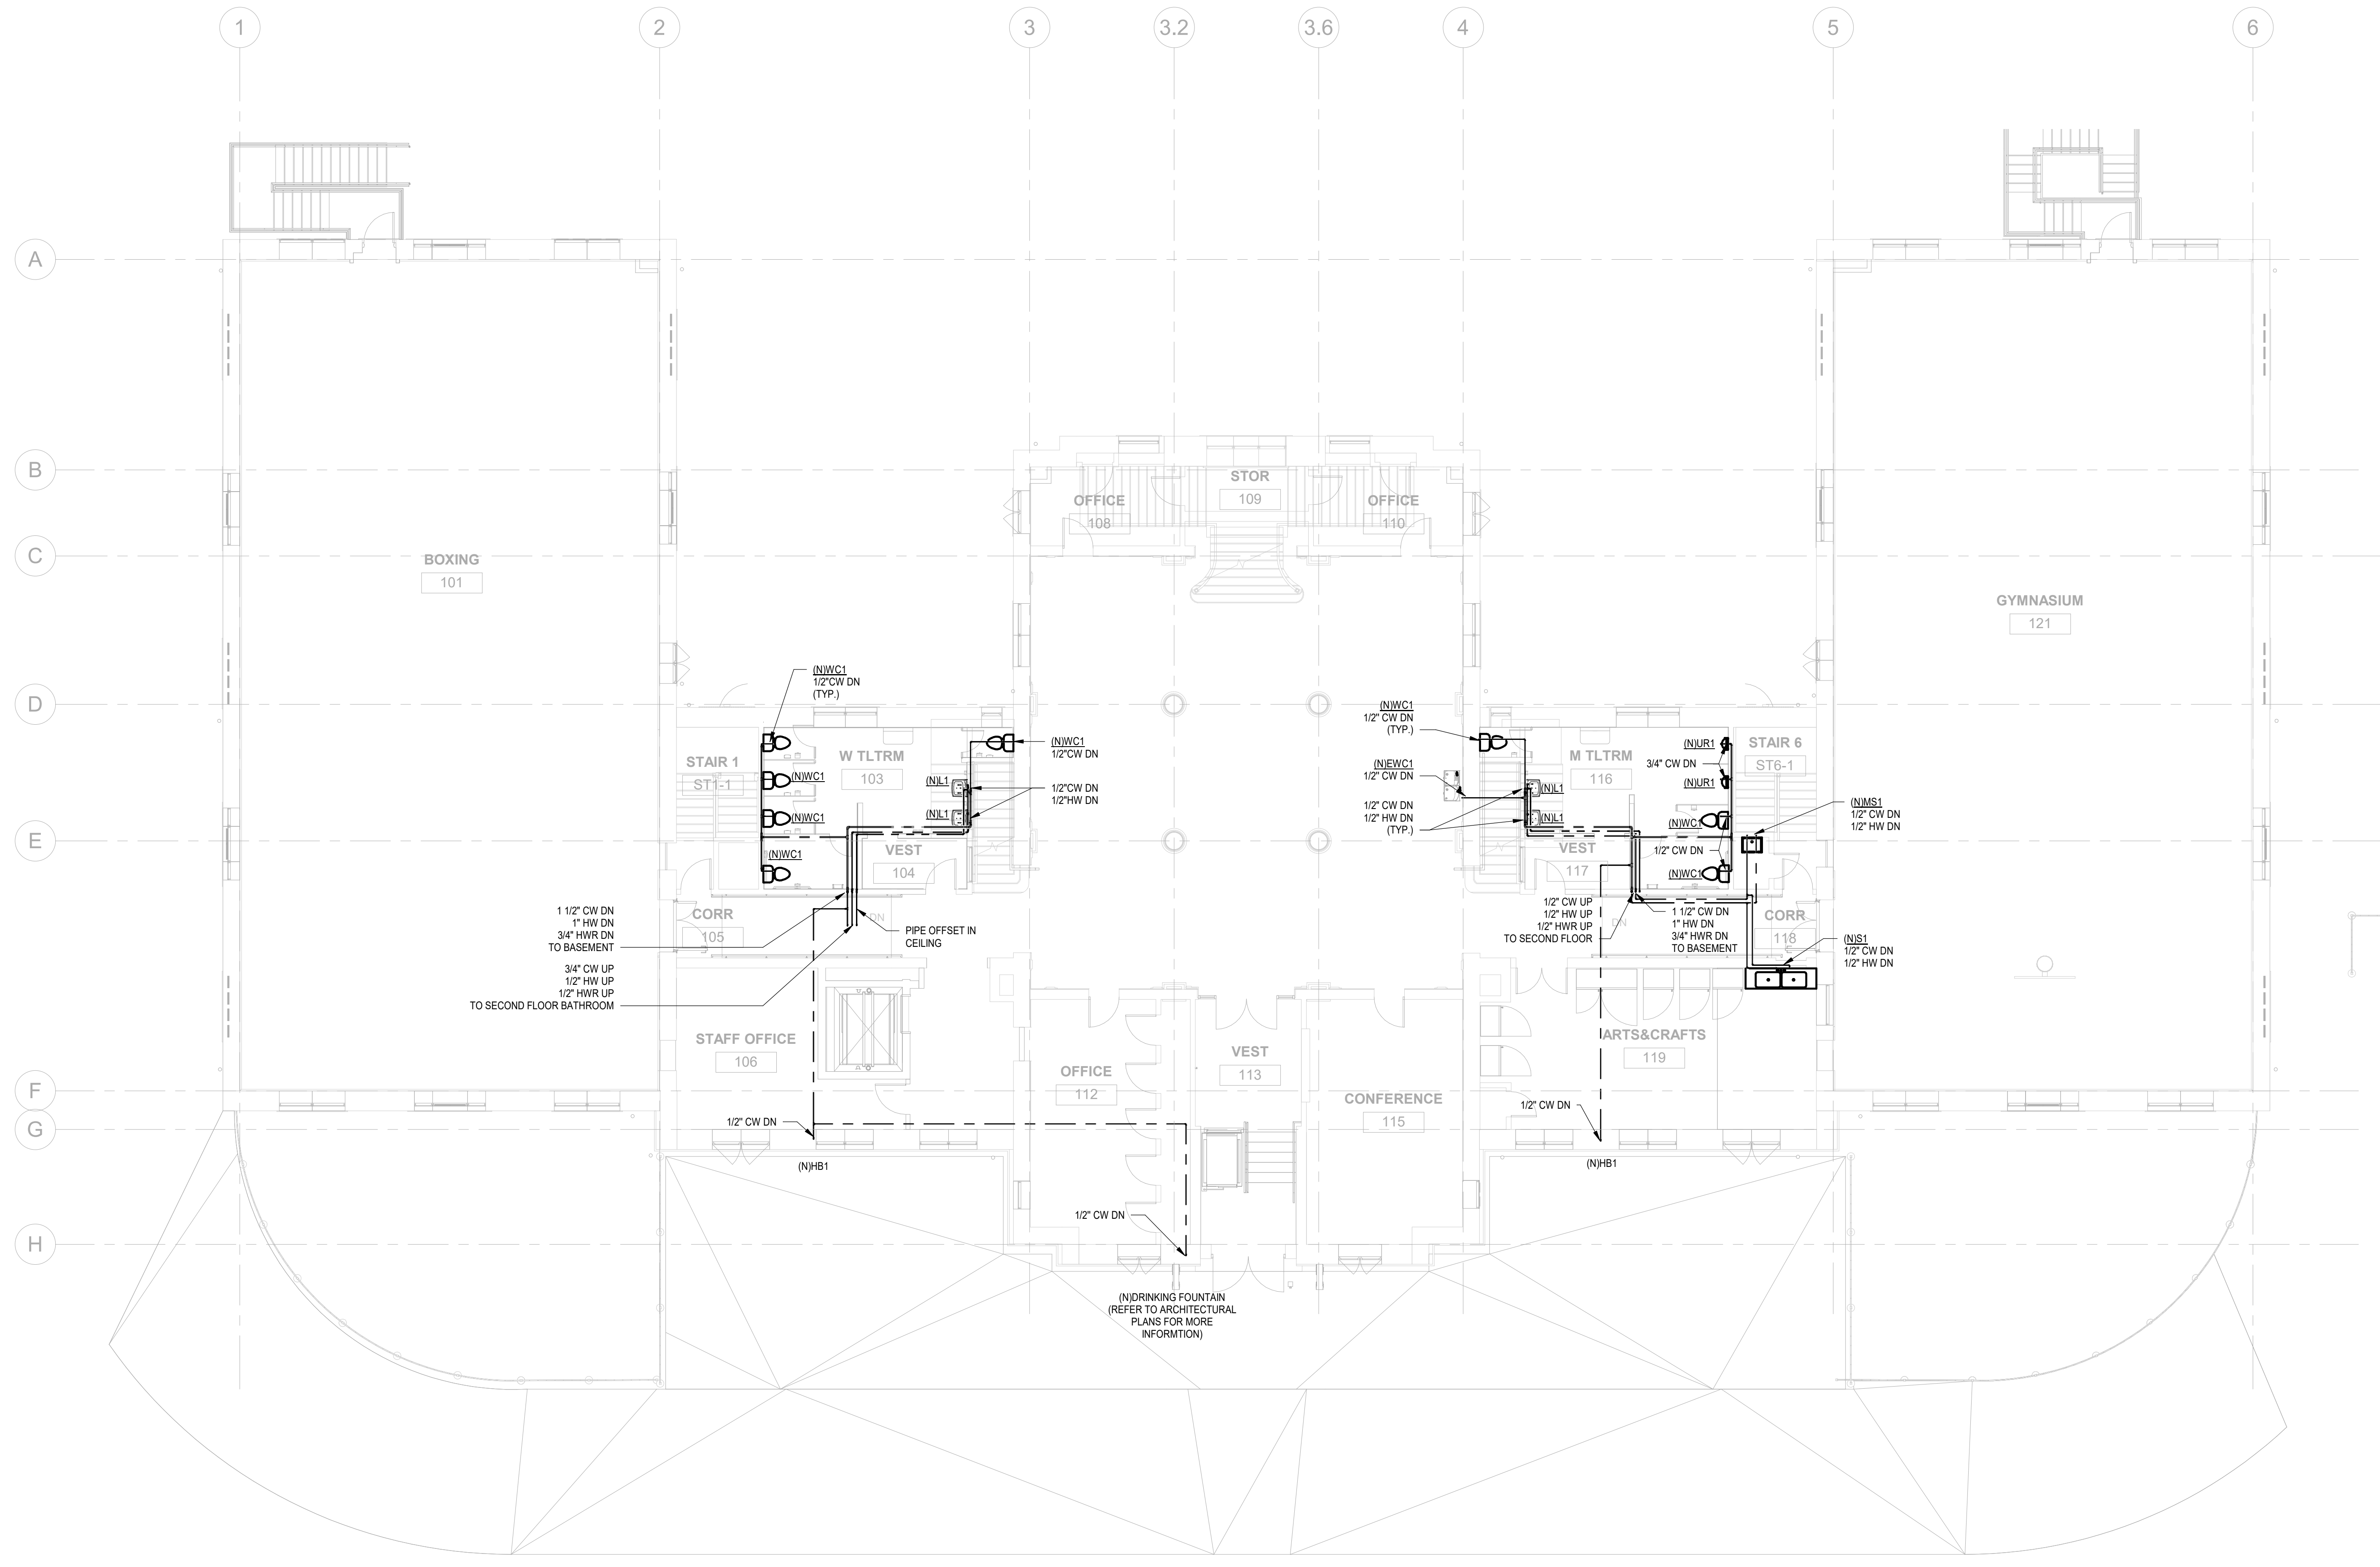 1
2
3
3.2
3.6
4
5
6
A
B
C
D
E
F
G
H
BOXING
101
STOR
109
OFFICE
108
OFFICE
110
GYMNASIUM
121
(N)WC1
1/2"CW DN
(TYP.)
STAIR 1
ST1-1
W TLTRM
103
(N)WC1
(N)WC1
(N)WC1
(N)L1
(N)L1
(N)WC1
1/2"CW DN
1/2"CW DN
1/2"HW DN
VEST
104
CORR
105
DN
PIPE OFFSET IN
CEILING
1 1/2" CW DN
1" HW DN
3/4" HWR DN
TO BASEMENT
3/4" CW UP
1/2" HW UP
1/2" HWR UP
TO SECOND FLOOR BATHROOM
STAFF OFFICE
106
1/2" CW DN
(N)HB1
OFFICE
112
VEST
113
CONFERENCE
115
1/2" CW DN
(N)DRINKING FOUNTAIN
(REFER TO ARCHITECTURAL
PLANS FOR MORE
INFORMTION)
(N)WC1
1/2" CW DN
(TYP.)
(N)EWC1
1/2" CW DN
1/2" CW DN
1/2" HW DN
(TYP.)
M TLTRM
116
(N)L1
(N)L1
(N)UR1
3/4" CW DN
(N)UR1
(N)WC1
1/2" CW DN
(N)WC1
STAIR 6
ST6-1
(N)MS1
1/2" CW DN
1/2" HW DN
VEST
117
1/2" CW UP
1/2" HW UP
1/2" HWR UP
TO SECOND FLOOR
DN
1 1/2" CW DN
1" HW DN
3/4" HWR DN
TO BASEMENT
CORR
118
(N)S1
1/2" CW DN
1/2" HW DN
ARTS&CRAFTS
119
1/2" CW DN
(N)HB1